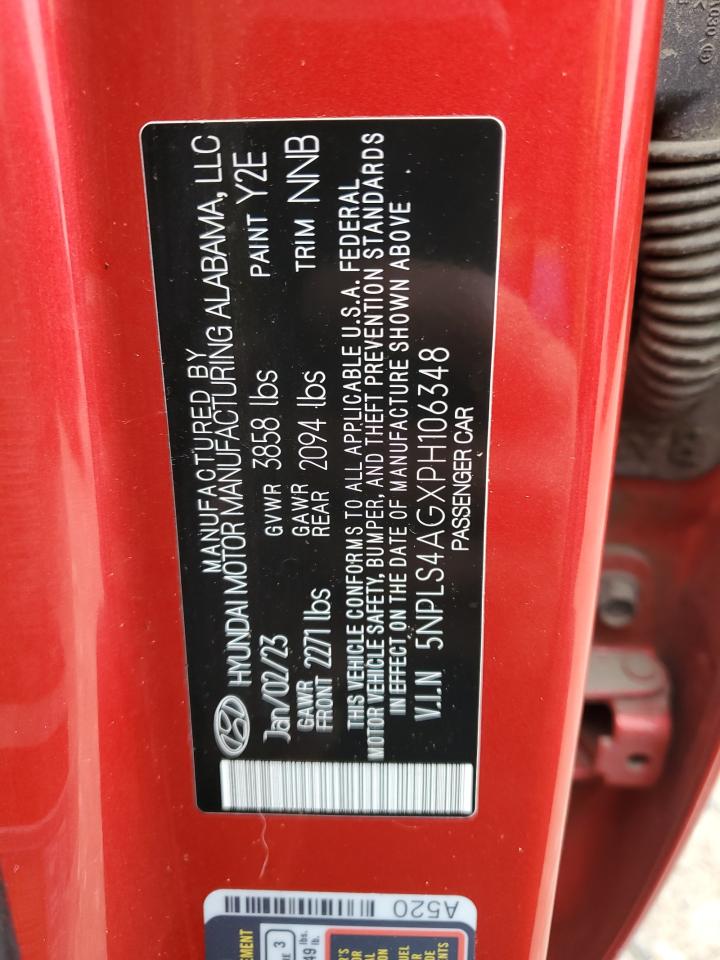 MANUFACTURED BY
HYUNDAI MOTOR MANUFACTURING ALABAMA, LLC
Jan/02/23 GVWR 3858 lbs PAINT Y2E
GAWR FRONT 2271 lbs GAWR REAR 2094 lbs TRIM NNB
THIS VEHICLE CONFORMS TO ALL APPLICABLE U.S.A. FEDERAL
MOTOR VEHICLE SAFETY, BUMPER, AND THEFT PREVENTION STANDARDS
IN EFFECT ON THE DATE OF MANUFACTURE SHOWN ABOVE
V.I.N 5NPLS4AGXPH106348
PASSENGER CAR
A520
3